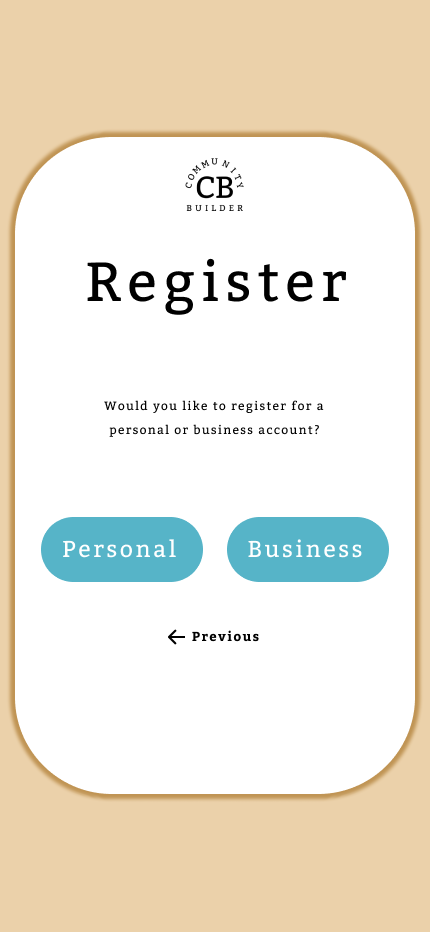 COMMUNITY
CB
BUILDER
Register
Would you like to register for a
personal or business account?
Personal
Business
Previous